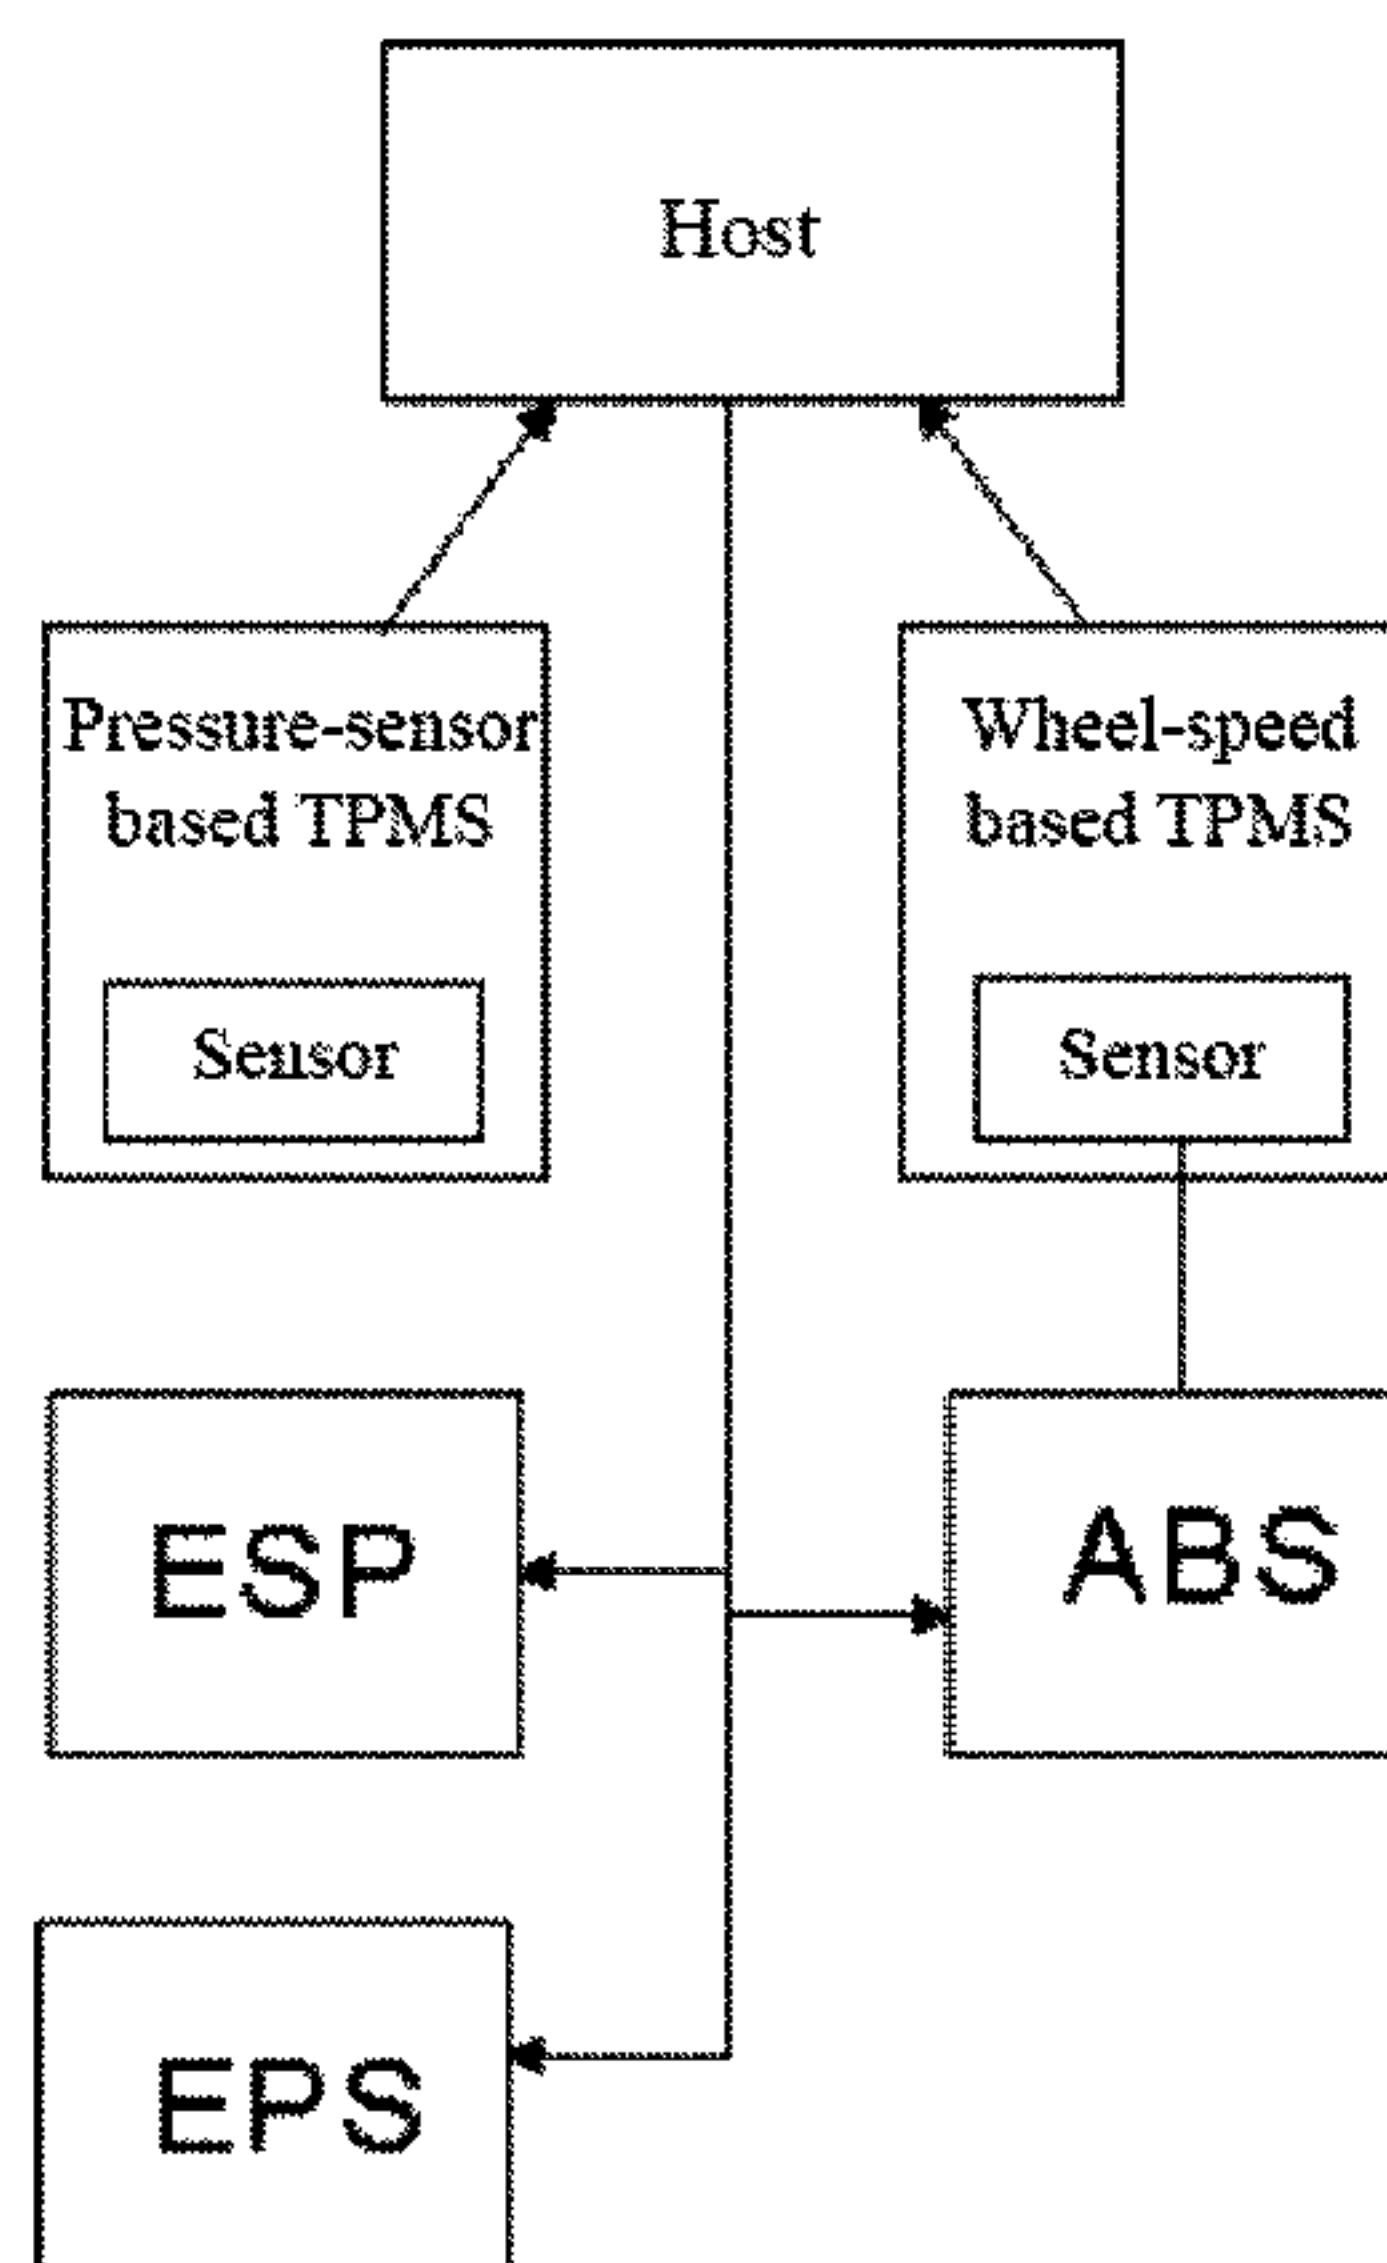 Host
Pressure-sensor
based TPMS
Sensor
Wheel-speed
based TPMS
Sensor
ESP
ABS
EPS